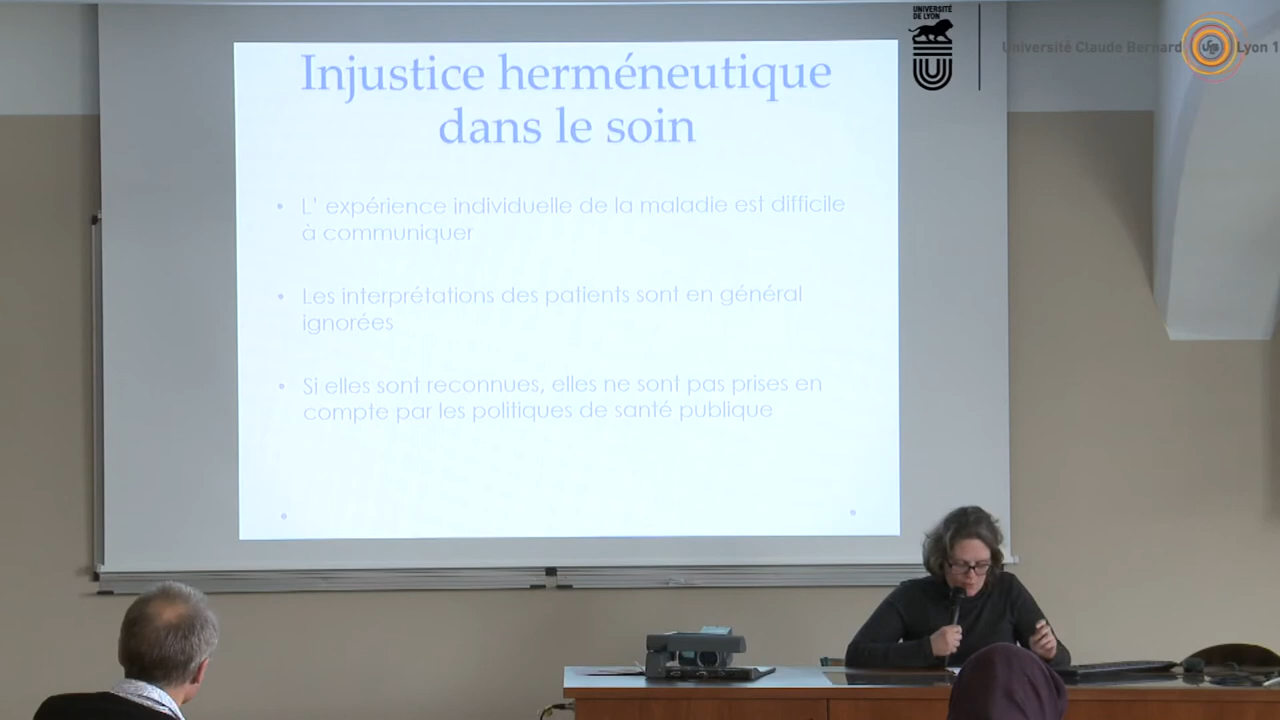 UNIVERSITÉ
DE LYON
Université Claude Bernard
Lyon 1
Injustice herméneutique
dans le soin
• L' expérience individuelle de la maladie est difficile
à communiquer
• Les interprétations des patients sont en général
ignorées
• Si elles sont reconnues, elles ne sont pas prises en
compte par les politiques de santé publique